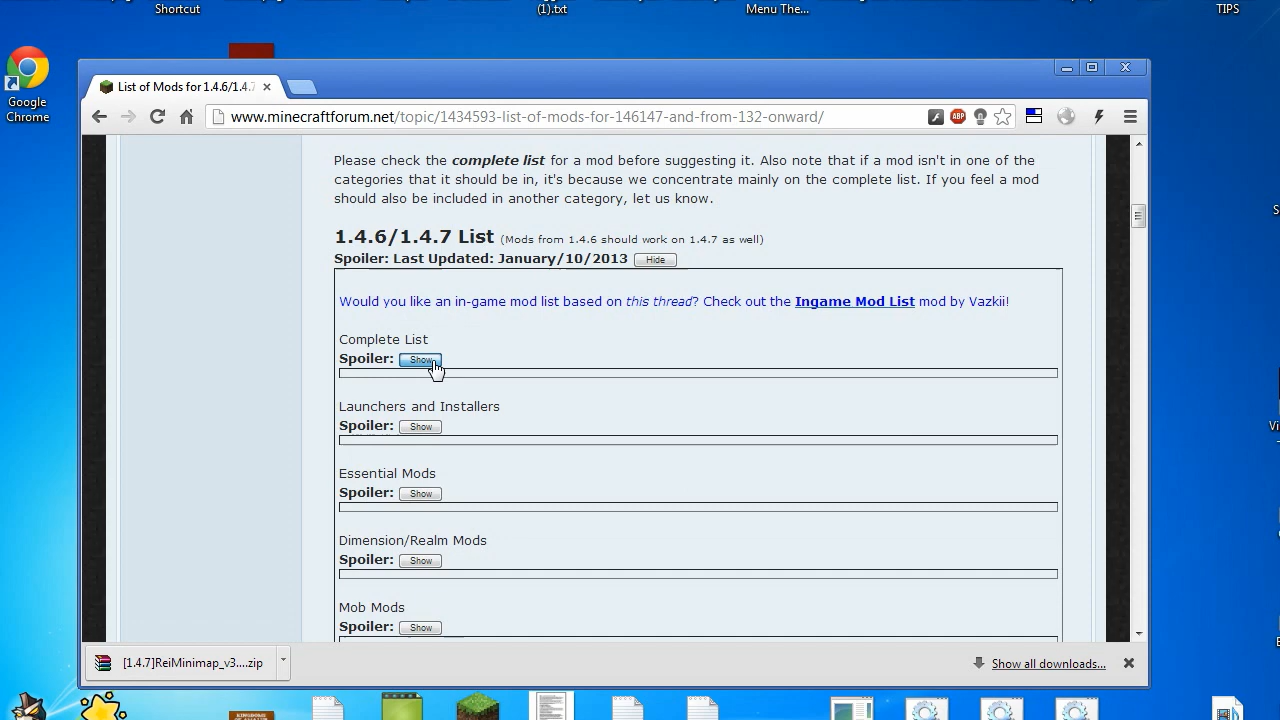 Shortcut
(1).txt
Menu The...
TIPS
Google
Chrome
List of Mods for 1.4.6/1.4.7
www.minecraftforum.net/topic/1434593-list-of-mods-for-146147-and-from-132-onward/
ABP
Please check the complete list for a mod before suggesting it. Also note that if a mod isn't in one of the
categories that it should be in, it's because we concentrate mainly on the complete list. If you feel a mod
should also be included in another category, let us know.
1.4.6/1.4.7 List (Mods from 1.4.6 should work on 1.4.7 as well)
Spoiler: Last Updated: January/10/2013 Hide
Would you like an in-game mod list based on this thread? Check out the Ingame Mod List mod by Vazkii!
Complete List
Spoiler: Show
Launchers and Installers
Spoiler: Show
Essential Mods
Spoiler: Show
Dimension/Realm Mods
Spoiler: Show
Mob Mods
Spoiler: Show
[1.4.7]ReiMinimap_v3....zip
Show all downloads...